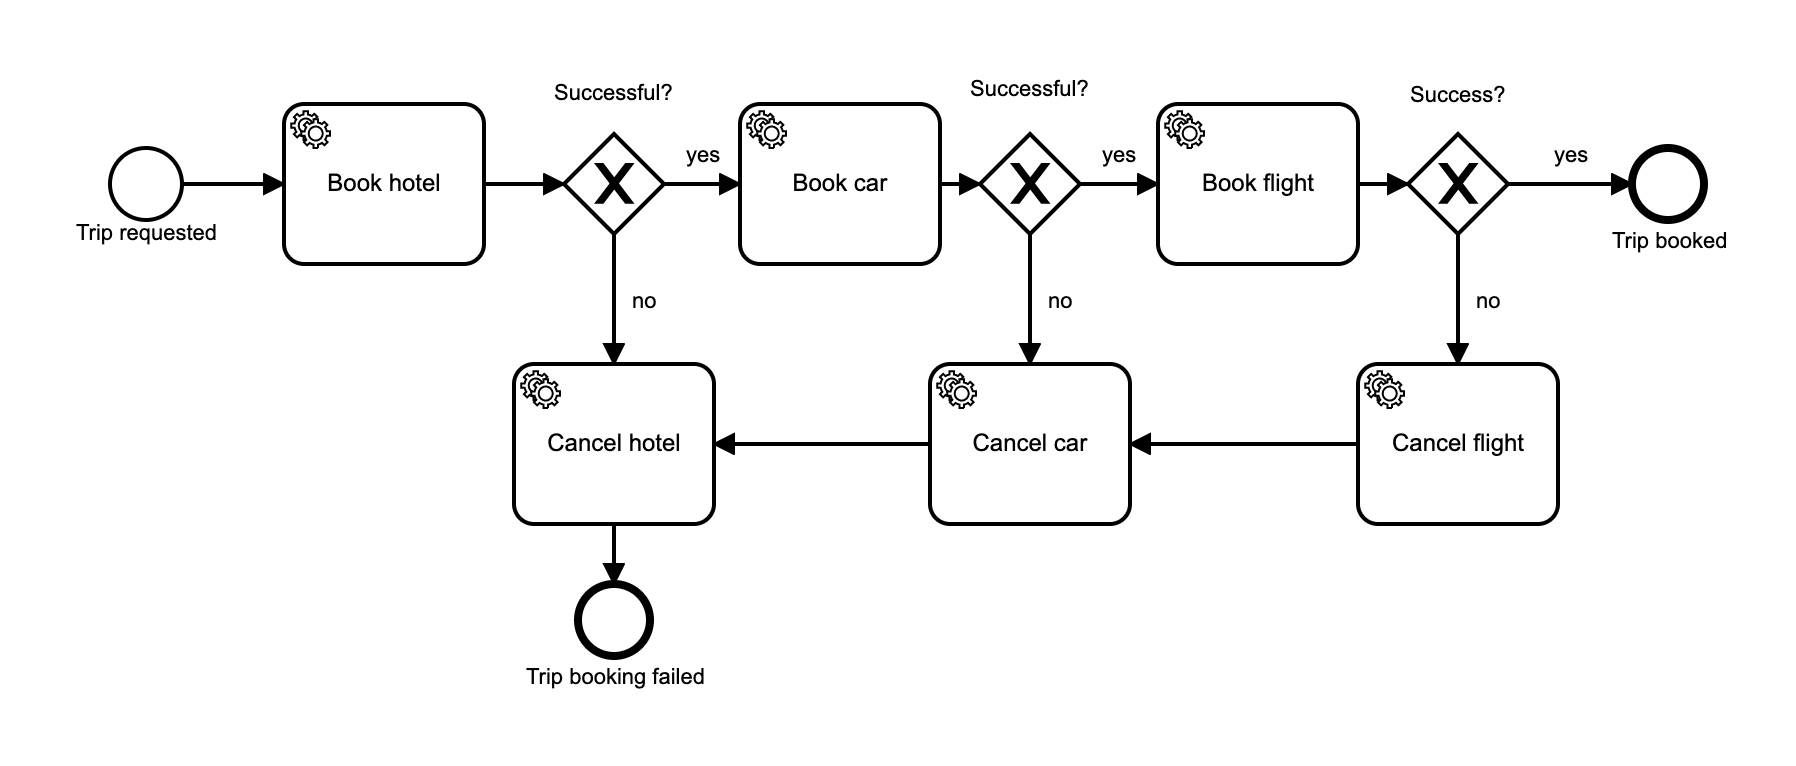 Successful?
Successful?
Success?
Book hotel
yes
Book car
yes
Book flight
yes
Trip requested
Trip booked
no
no
no
Cancel hotel
Cancel car
Cancel flight
Trip booking failed